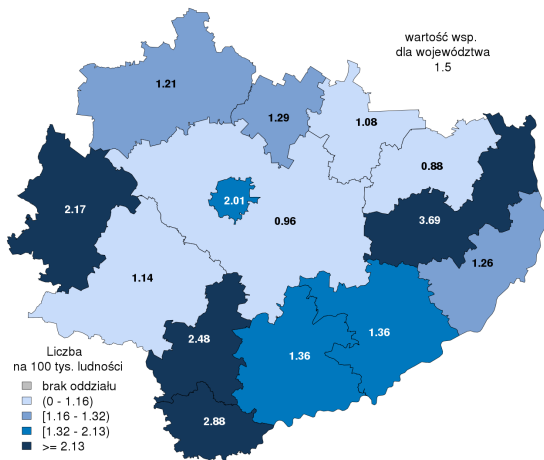 wartość wsp.
dla województwa
1.5
1.21
1.29
1.08
0.88
2.17
2.01
3.69
0.96
1.26
1.14
2.48
1.36
1.36
2.88
Liczba
na 100 tys. ludności
brak oddziału
(0 - 1.16)
[1.16 - 1.32)
[1.32 - 2.13)
>= 2.13